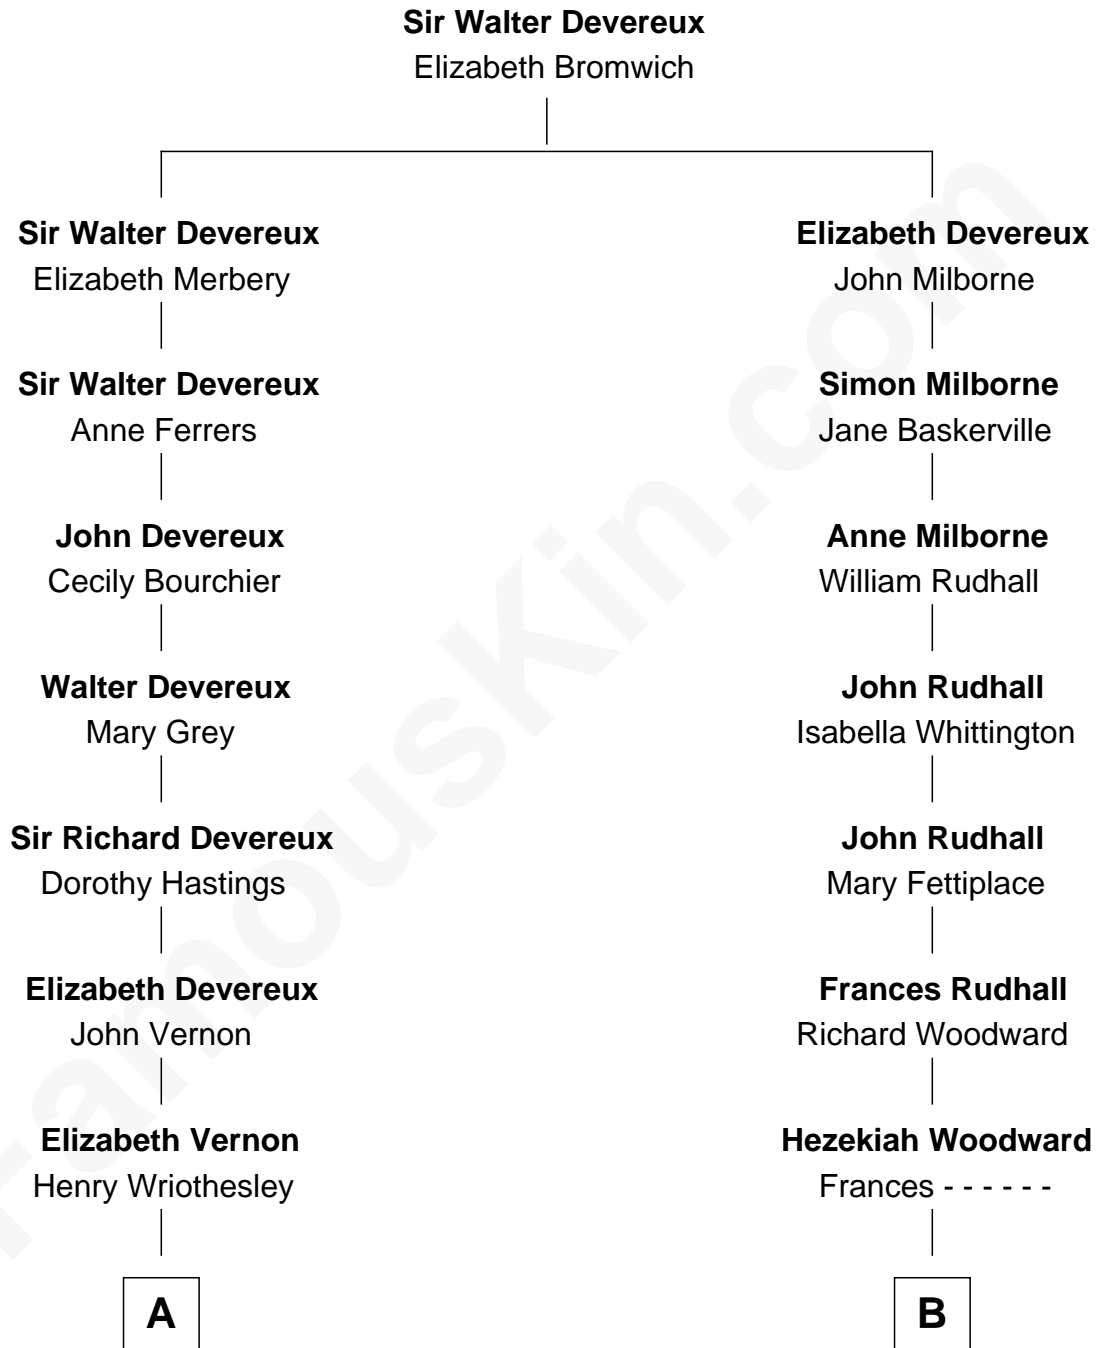 Sir Walter Devereux
Elizabeth Bromwich
Sir Walter Devereux
Elizabeth Merbery
Sir Walter Devereux
Anne Ferrers
John Devereux
Cecily Bourchier
Walter Devereux
Mary Grey
Sir Richard Devereux
Dorothy Hastings
Elizabeth Devereux
John Vernon
Elizabeth Vernon
Henry Wriothesley
A
Elizabeth Devereux
John Milborne
Simon Milborne
Jane Baskerville
Anne Milborne
William Rudhall
John Rudhall
Isabella Whittington
John Rudhall
Mary Fettiplace
Frances Rudhall
Richard Woodward
Hezekiah Woodward
Frances - - - - - -
B
FamousKin.com